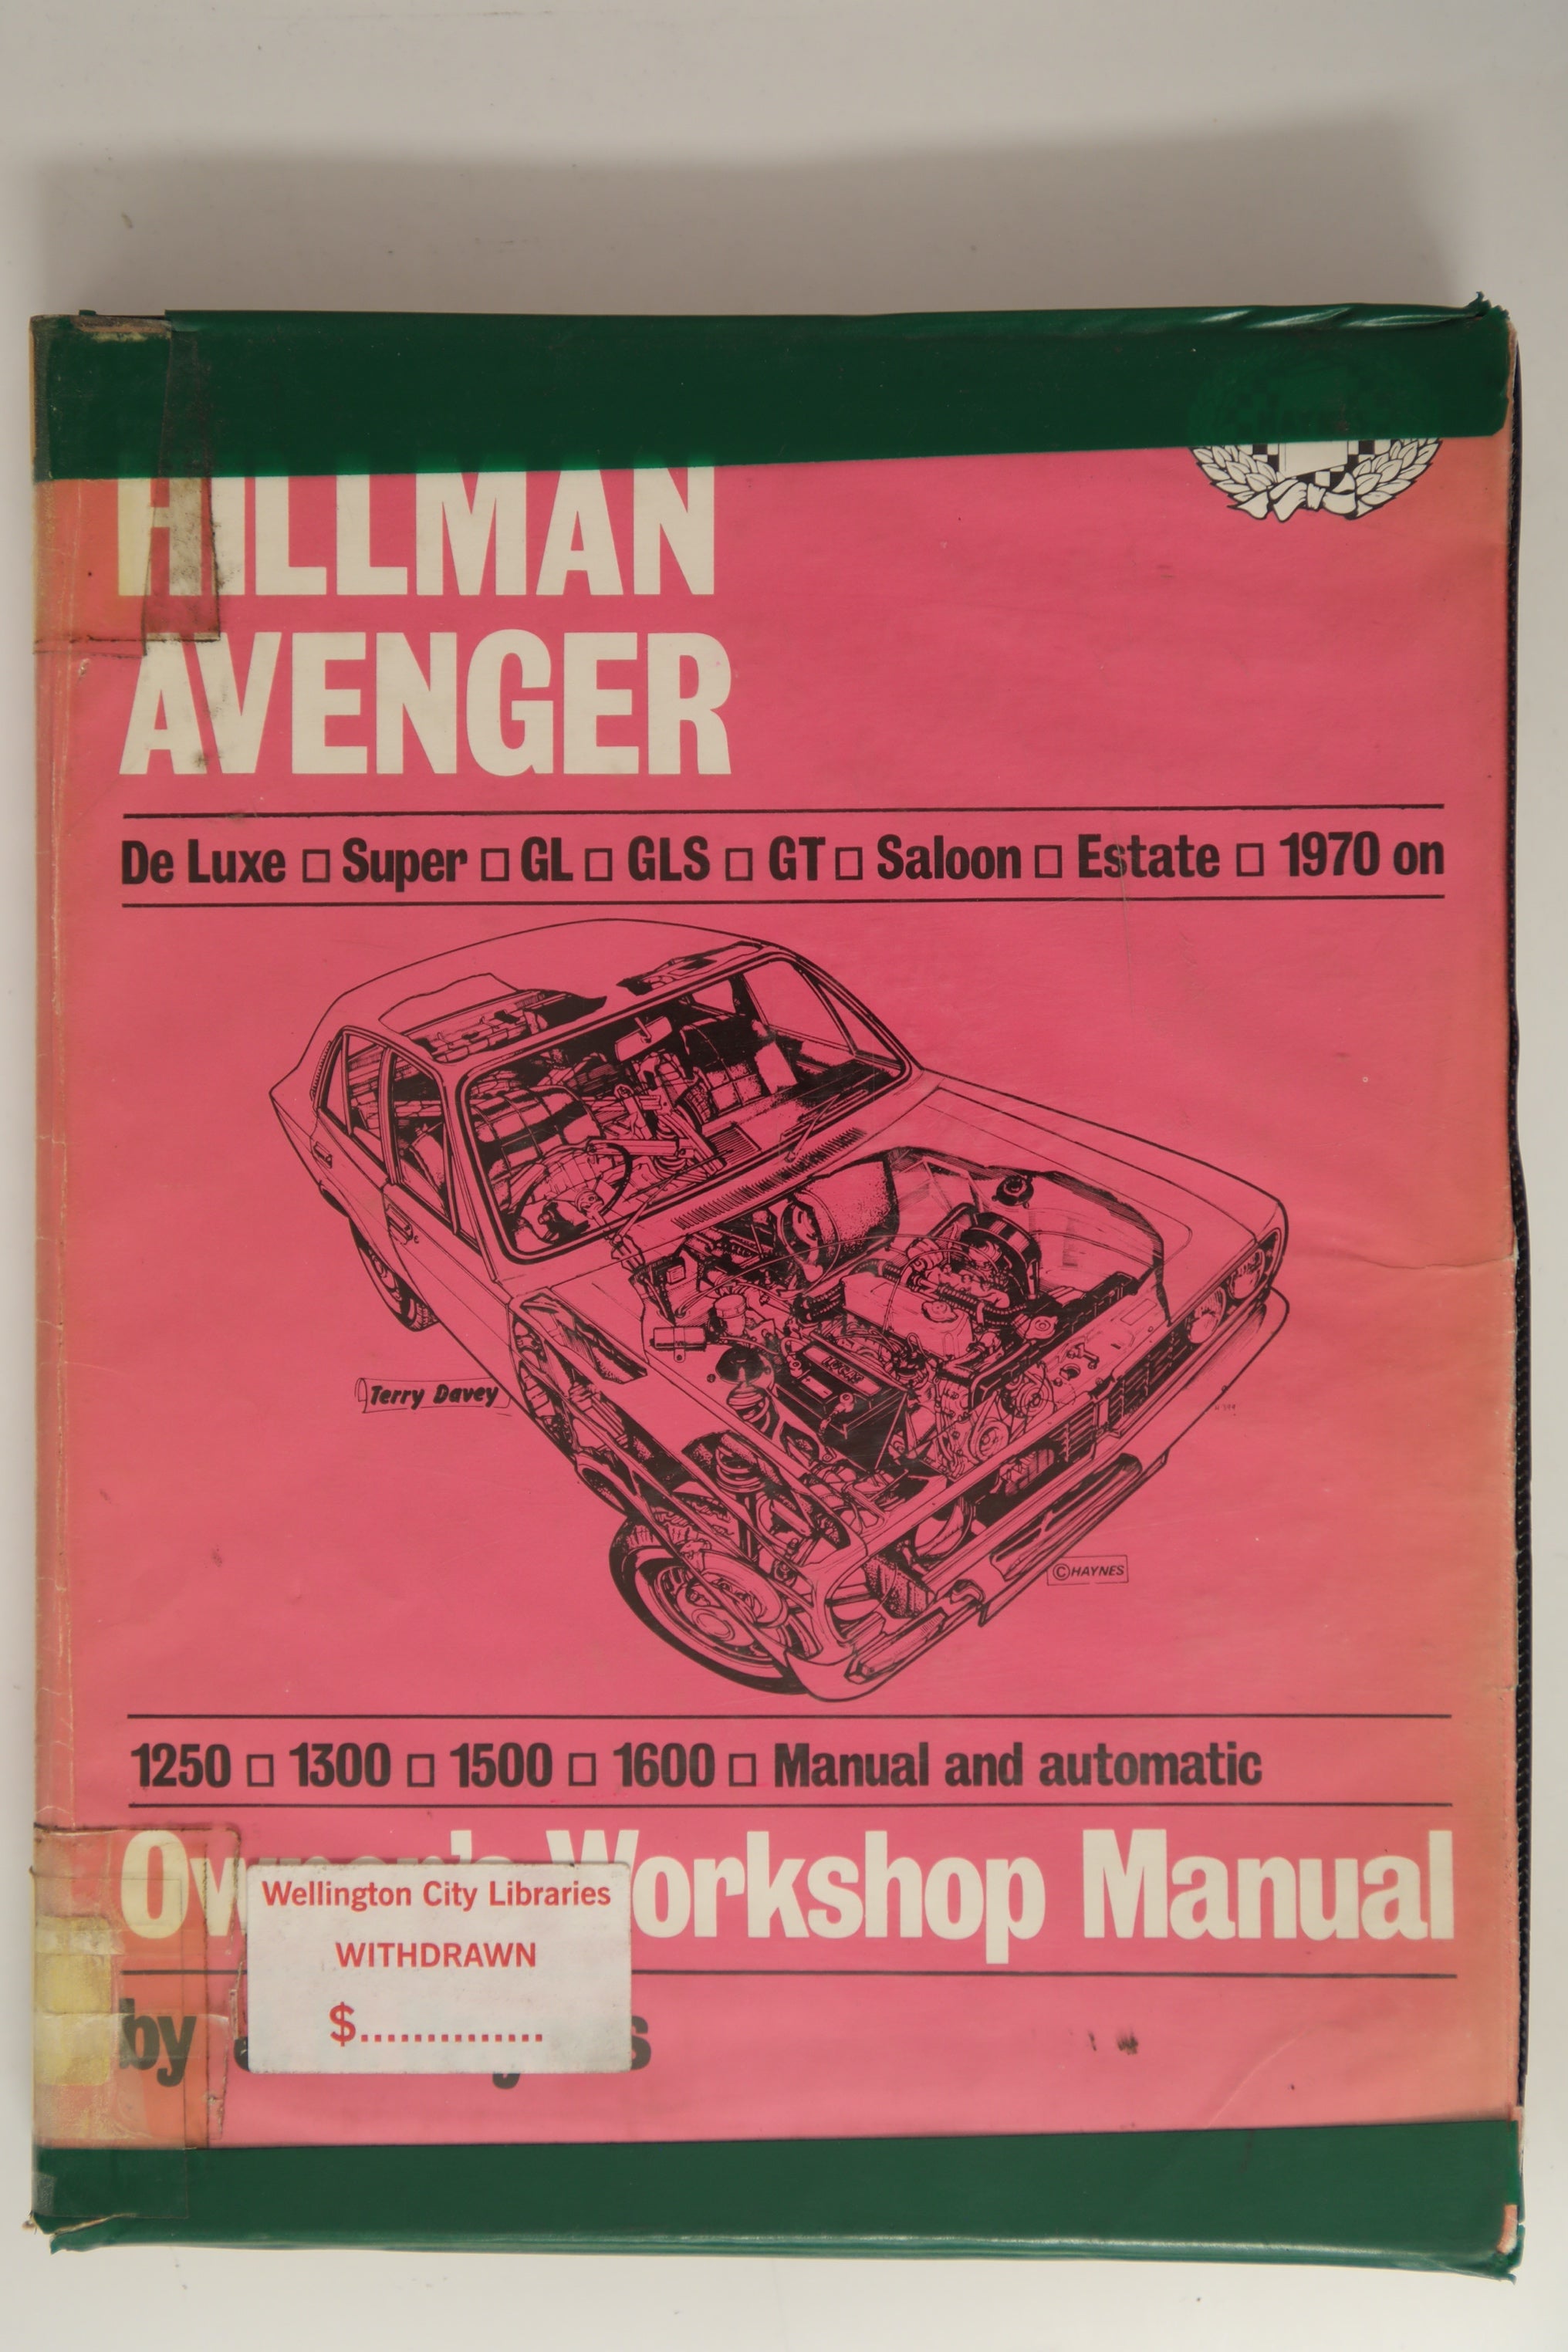 HILLMAN
AVENGER
De Luxe □ Super □ GL □ GLS □ GT □ Saloon □ Estate □ 1970 on
Terry Davey
© HAYNES
1250 □ 1300 □ 1500 □ 1600 □ Manual and automatic
Owner's Workshop Manual
Wellington City Libraries
WITHDRAWN
$..............
by